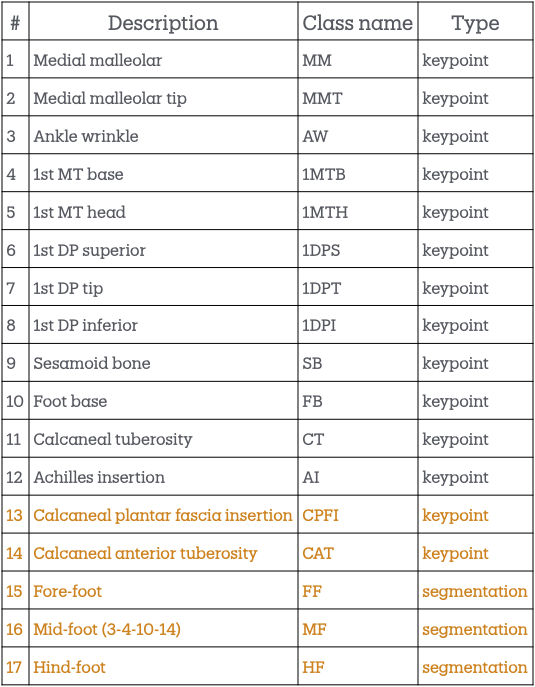 # Description Class name Type
1 Medial malleolar MM keypoint
2 Medial malleolar tip MMT keypoint
3 Ankle wrinkle AW keypoint
4 1st MT base 1MTB keypoint
5 1st MT head 1MTH keypoint
6 1st DP superior 1DPS keypoint
7 1st DP tip 1DPT keypoint
8 1st DP inferior 1DPI keypoint
9 Sesamoid bone SB keypoint
10 Foot base FB keypoint
11 Calcaneal tuberosity CT keypoint
12 Achilles insertion AI keypoint
13 Calcaneal plantar fascia insertion CPFI keypoint
14 Calcaneal anterior tuberosity CAT keypoint
15 Fore-foot FF segmentation
16 Mid-foot (3-4-10-14) MF segmentation
17 Hind-foot HF segmentation